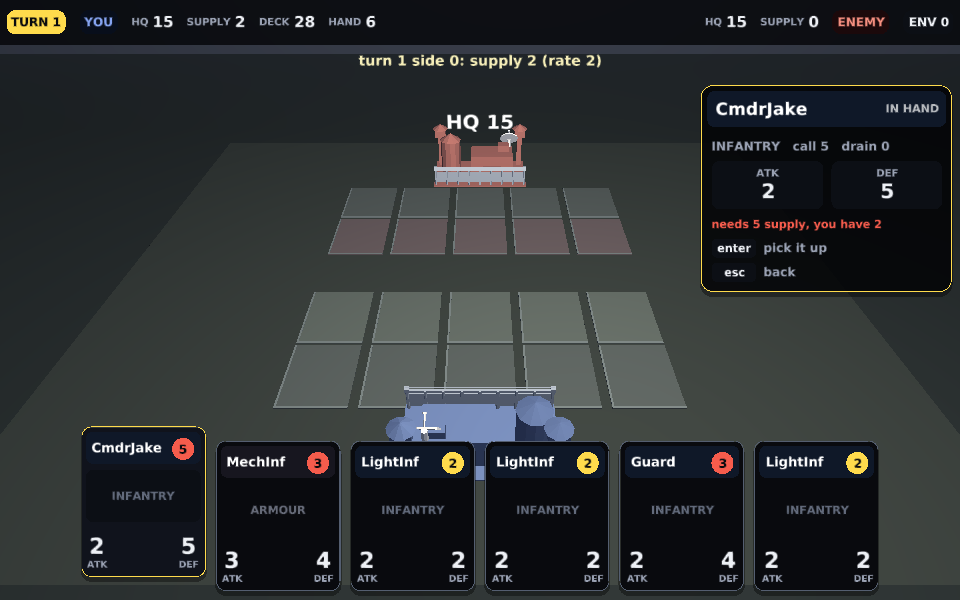 TURN 1 YOU HQ 15 SUPPLY 2 DECK 28 HAND 6 HQ 15 SUPPLY 0 ENEMY ENV 0
turn 1 side 0: supply 2 (rate 2)
HQ 15
CmdrJake IN HAND
INFANTRY call 5 drain 0
ATK DEF
2 5
needs 5 supply, you have 2
enter pick it up
esc back
CmdrJake 5
INFANTRY
2 5
ATK DEF
MechInf 3
ARMOUR
3 4
ATK DEF
LightInf 2
INFANTRY
2 2
ATK DEF
LightInf 2
INFANTRY
2 2
ATK DEF
Guard 3
INFANTRY
2 4
ATK DEF
LightInf 2
INFANTRY
2 2
ATK DEF